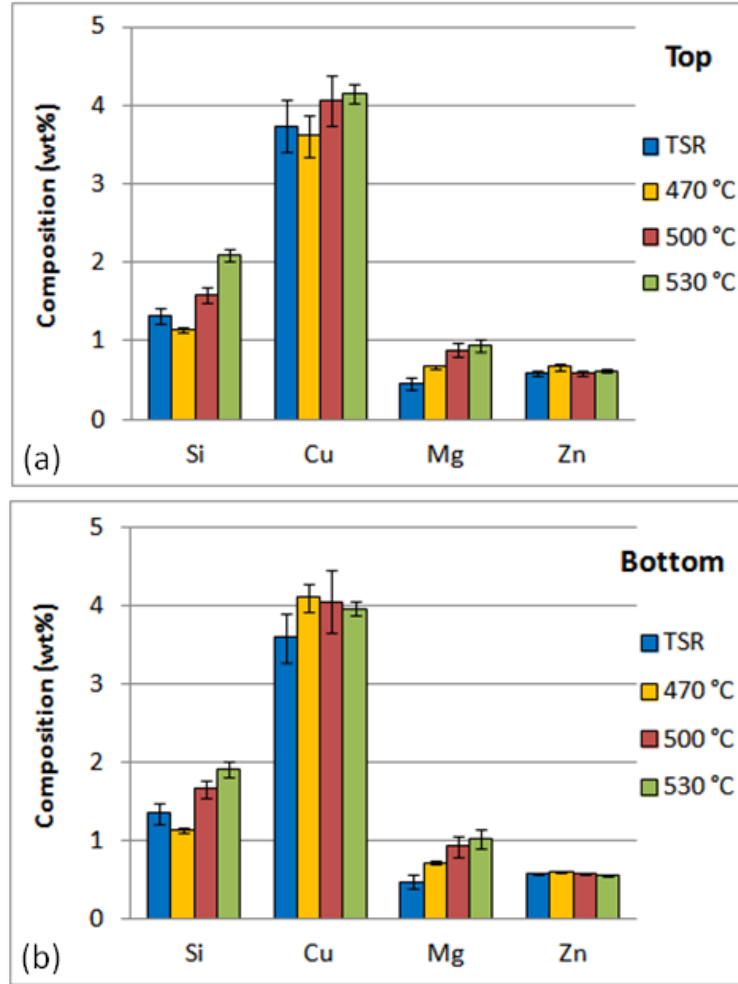 Top
Composition (wt%)
5
4
3
2
1
0
Si Cu Mg Zn
TSR
470 °C
500 °C
530 °C
(a)
Bottom
Composition (wt%)
5
4
3
2
1
0
Si Cu Mg Zn
TSR
470 °C
500 °C
530 °C
(b)